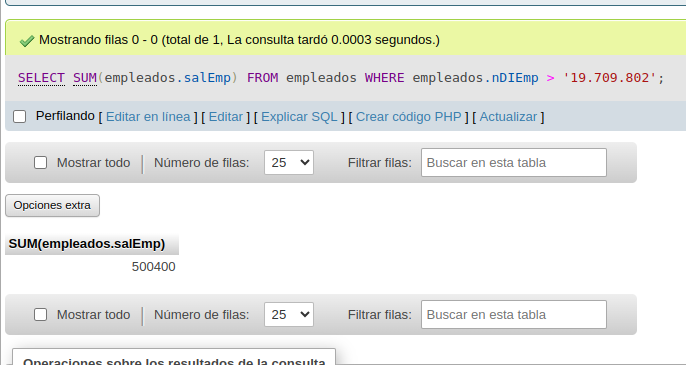 Mostrando filas 0 - 0 (total de 1, La consulta tardó 0.0003 segundos.)
SELECT SUM(empleados.salEmp) FROM empleados WHERE empleados.nDIEmp > '19.709.802';
Perfilando [ Editar en línea ] [ Editar ] [ Explicar SQL ] [ Crear código PHP ] [ Actualizar ]
Mostrar todo | Número de filas: 25 Filtrar filas: Buscar en esta tabla
Opciones extra
SUM(empleados.salEmp)
500400
Mostrar todo | Número de filas: 25 Filtrar filas: Buscar en esta tabla
Operaciones sobre los resultados de la consulta